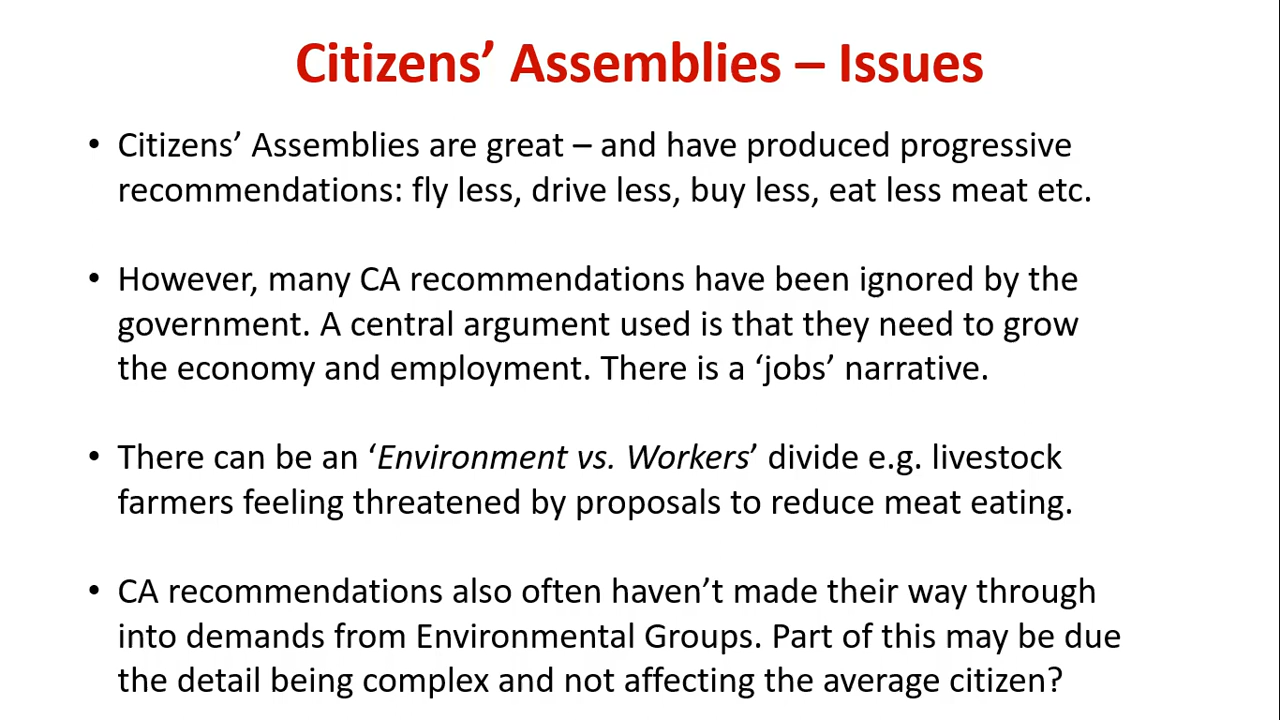 Citizens’ Assemblies – Issues
• Citizens’ Assemblies are great – and have produced progressive
recommendations: fly less, drive less, buy less, eat less meat etc.
• However, many CA recommendations have been ignored by the
government. A central argument used is that they need to grow
the economy and employment. There is a ‘jobs’ narrative.
• There can be an ‘Environment vs. Workers’ divide e.g. livestock
farmers feeling threatened by proposals to reduce meat eating.
• CA recommendations also often haven’t made their way through
into demands from Environmental Groups. Part of this may be due
the detail being complex and not affecting the average citizen?